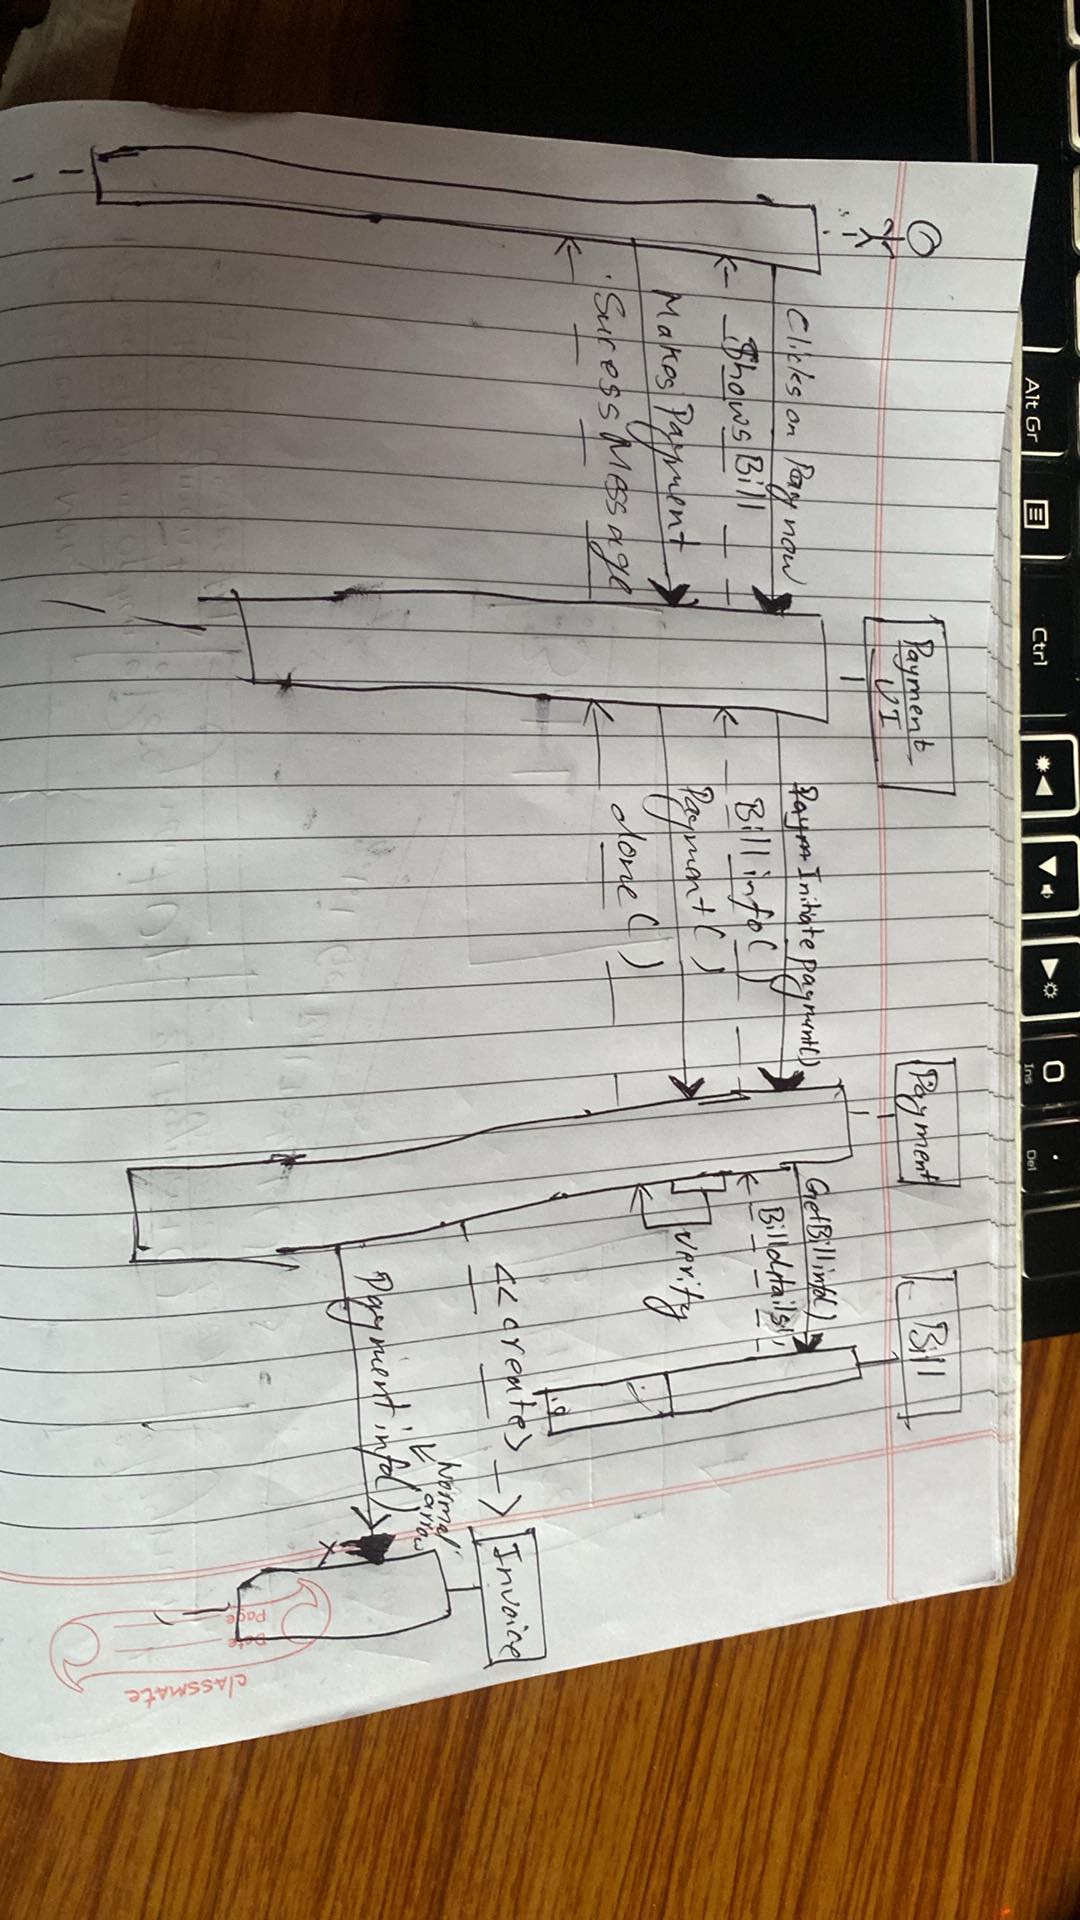 Alt Gr
Ctrl
Ins
Del
Payment
UI
Payment
Bill
Clicks on Pay now
Initiate payment()
GetBillinfo()
Shows Bill
Bill info( )
Billdetails()
Makes Payment
Payment( )
verify
Sucess Message
done( )
<<create>
Invoice
Normal
arrow
Payment info()
classmate
Date
Page